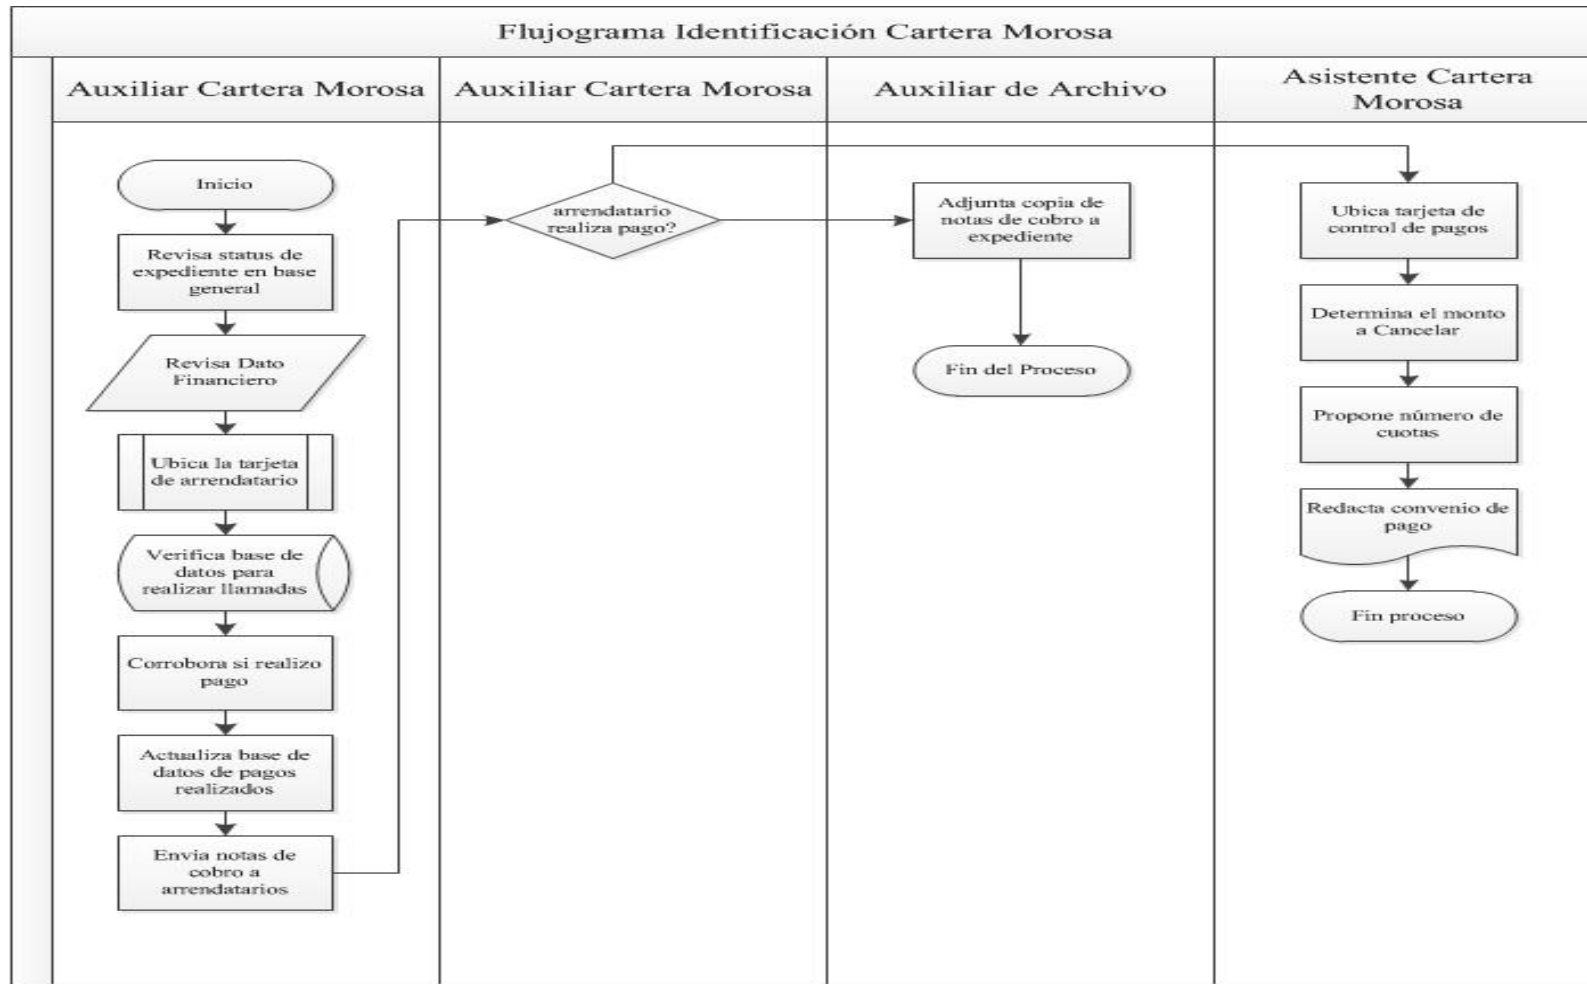 Flujograma Identificación Cartera Morosa
Auxiliar Cartera Morosa
Auxiliar Cartera Morosa
Auxiliar de Archivo
Asistente Cartera
Morosa
Inicio
Revisa status de
expediente en base
general
Revisa Dato
Financiero
Ubica la tarjeta
de arrendatario
Verifica base de
datos para
realizar llamadas
Corrobora si realizo
pago
Actualiza base de
datos de pagos
realizados
Envia notas de
cobro a
arrendatarios
arrendatario
realiza pago?
Adjunta copia de
notas de cobro a
expediente
Fin del Proceso
Ubica tarjeta de
control de pagos
Determina el monto
a Cancelar
Propone número de
cuotas
Redacta convenio de
pago
Fin proceso